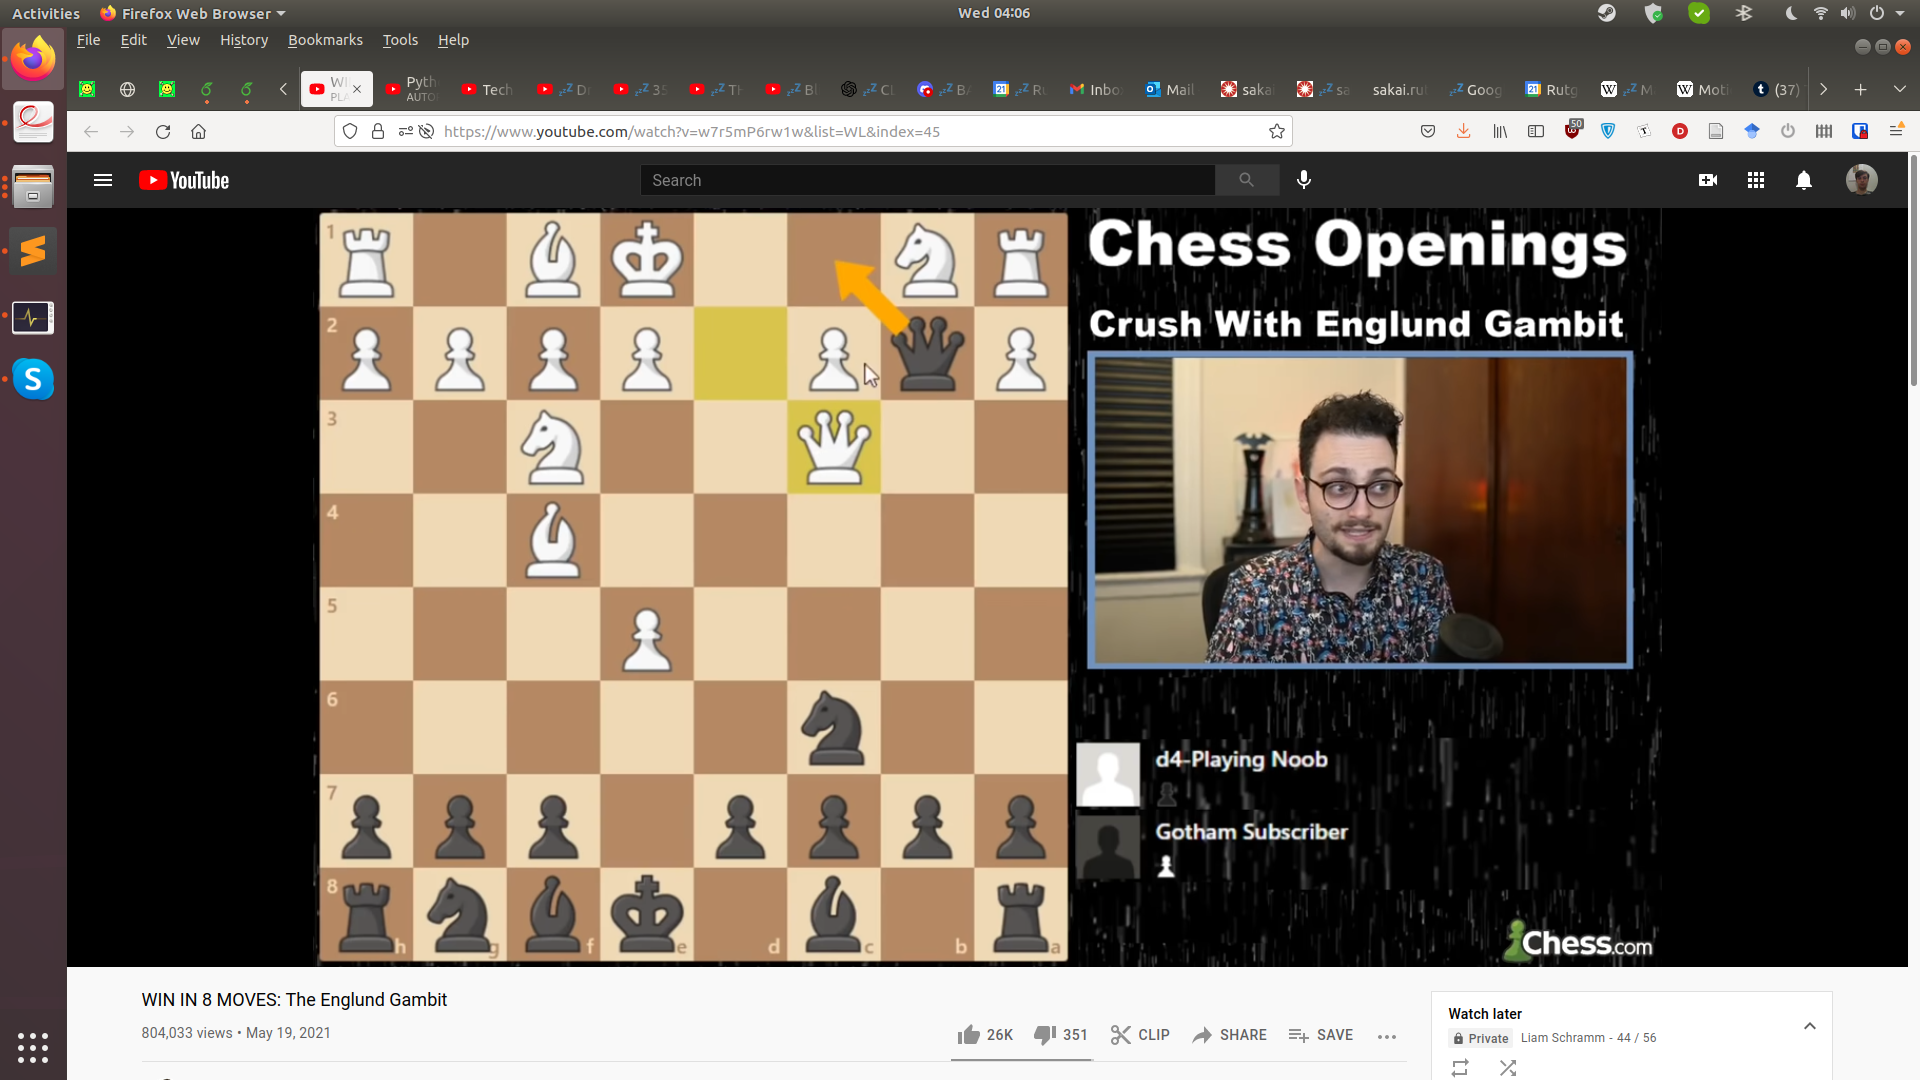 Activities Firefox Web Browser Wed 04:06
File Edit View History Bookmarks Tools Help
WI PLA Pyth AUTO Tech Di 35 TH Bl Cl BA Ru Inbo Mail saka sa sakai.ru Goog Rutg M Moti (37)
https://www.youtube.com/watch?v=w7r5mP6rw1w&list=WL&index=45 50
YouTube Search
1
2
3
4
5
6
7
8
h g f e d c b a
Chess Openings
Crush With Englund Gambit
d4-Playing Noob
Gotham Subscriber
Chess.com
WIN IN 8 MOVES: The Englund Gambit
804,033 views • May 19, 2021
26K 351 CLIP SHARE SAVE
Watch later
Private Liam Schramm - 44 / 56